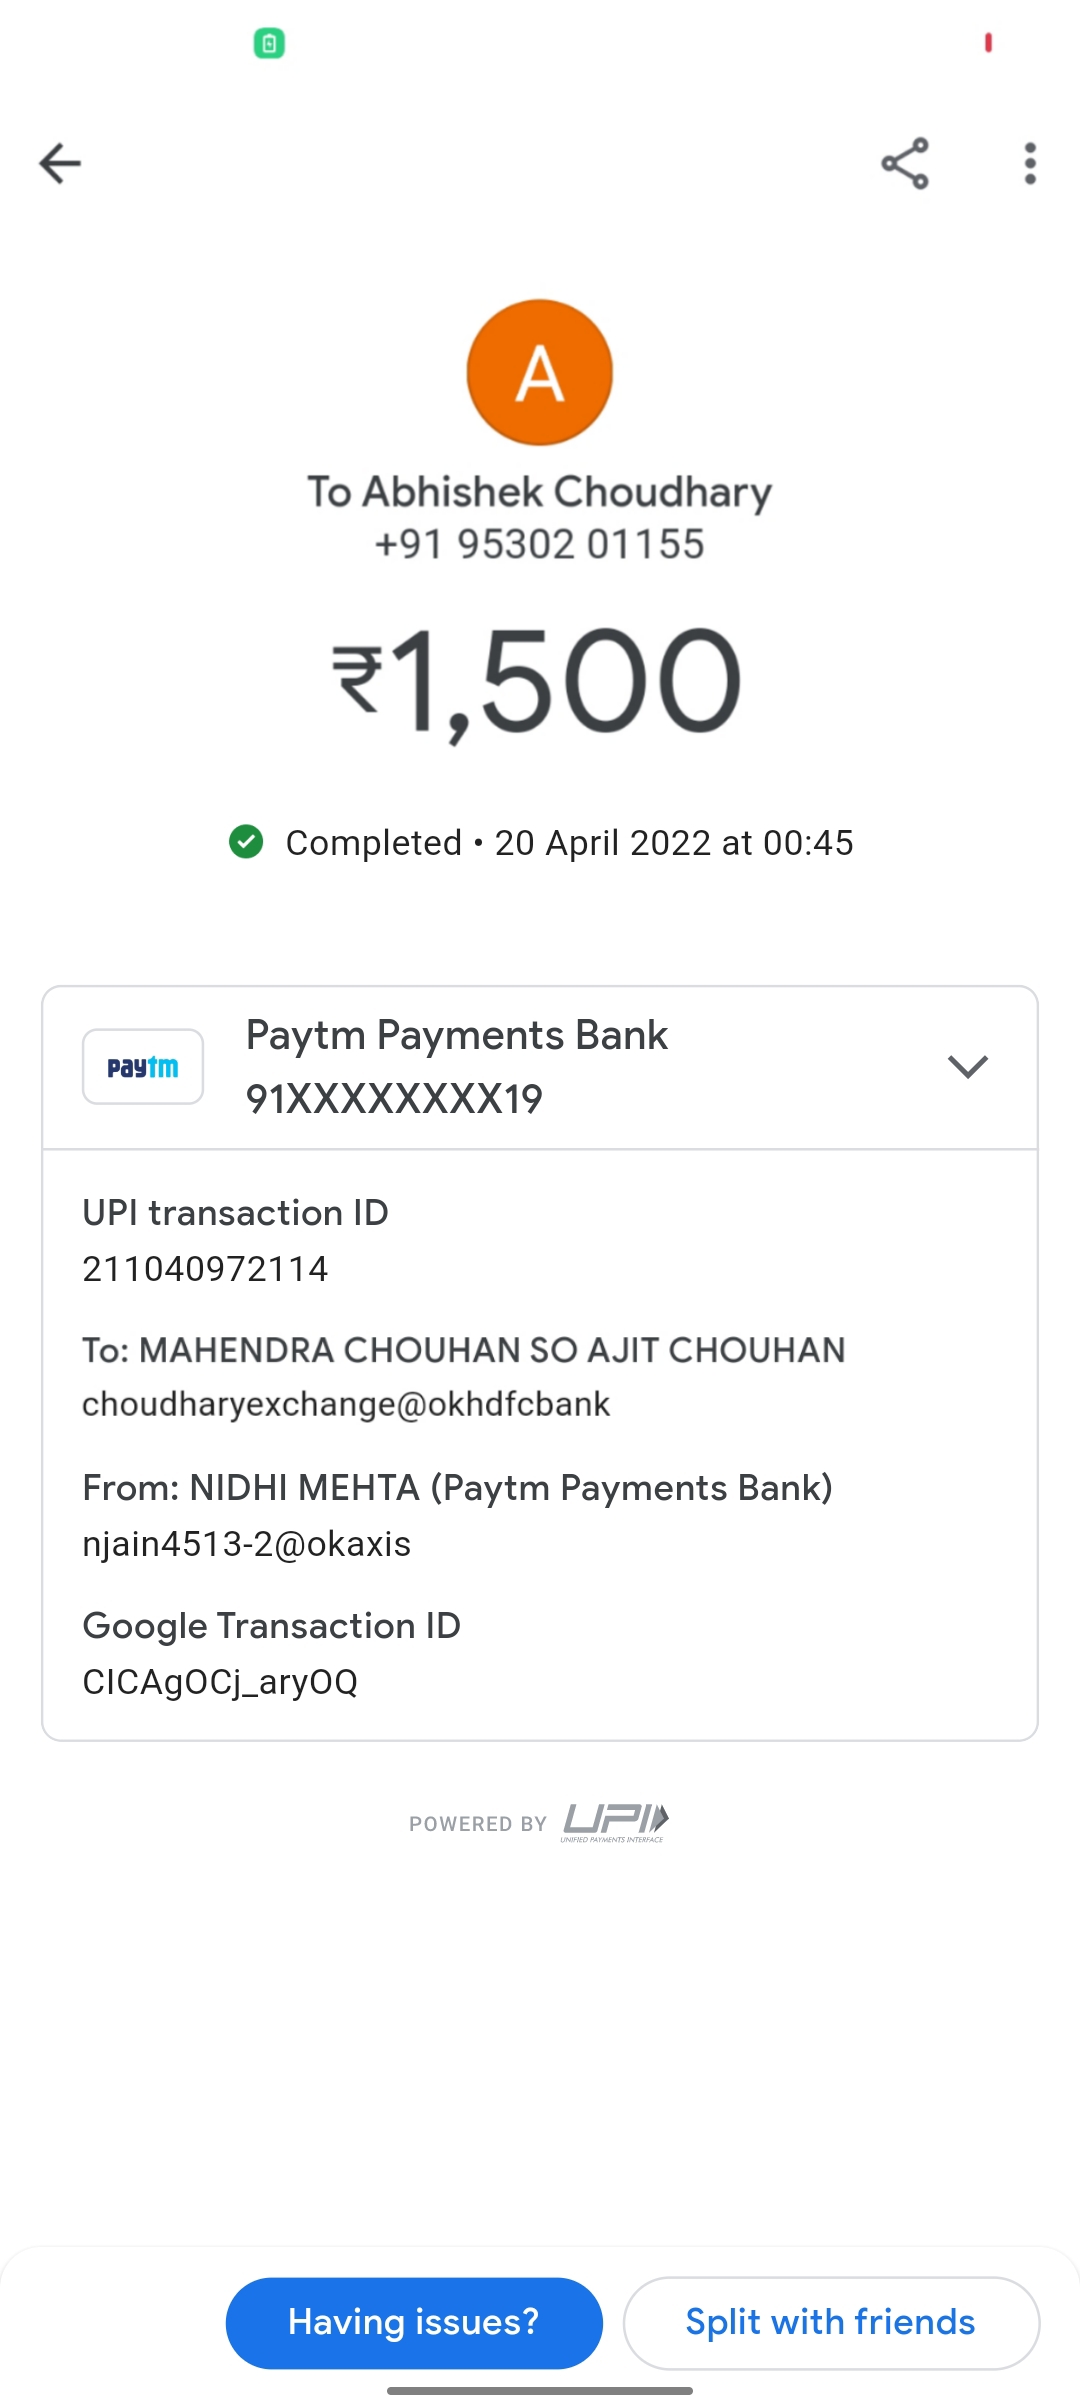 A
To Abhishek Choudhary
+91 95302 01155
₹1,500
Completed • 20 April 2022 at 00:45
paytm
Paytm Payments Bank
91XXXXXXXX19
UPI transaction ID
211040972114
To: MAHENDRA CHOUHAN SO AJIT CHOUHAN
choudharyexchange@okhdfcbank
From: NIDHI MEHTA (Paytm Payments Bank)
njain4513-2@okaxis
Google Transaction ID
CICAgOCj_aryOQ
POWERED BY UPI
UNIFIED PAYMENTS INTERFACE
Having issues?
Split with friends